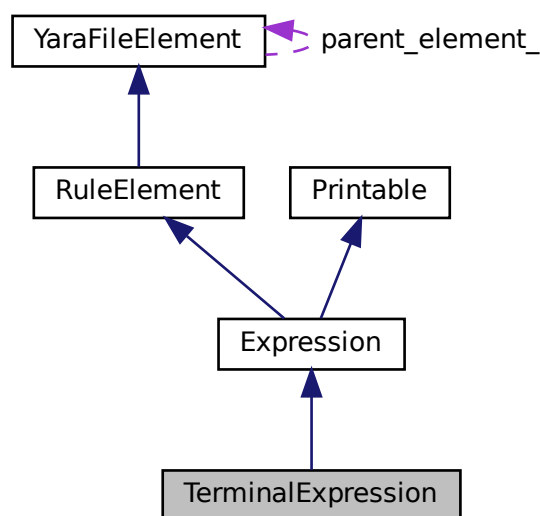 YaraFileElement
parent_element_
RuleElement
Printable
Expression
TerminalExpression